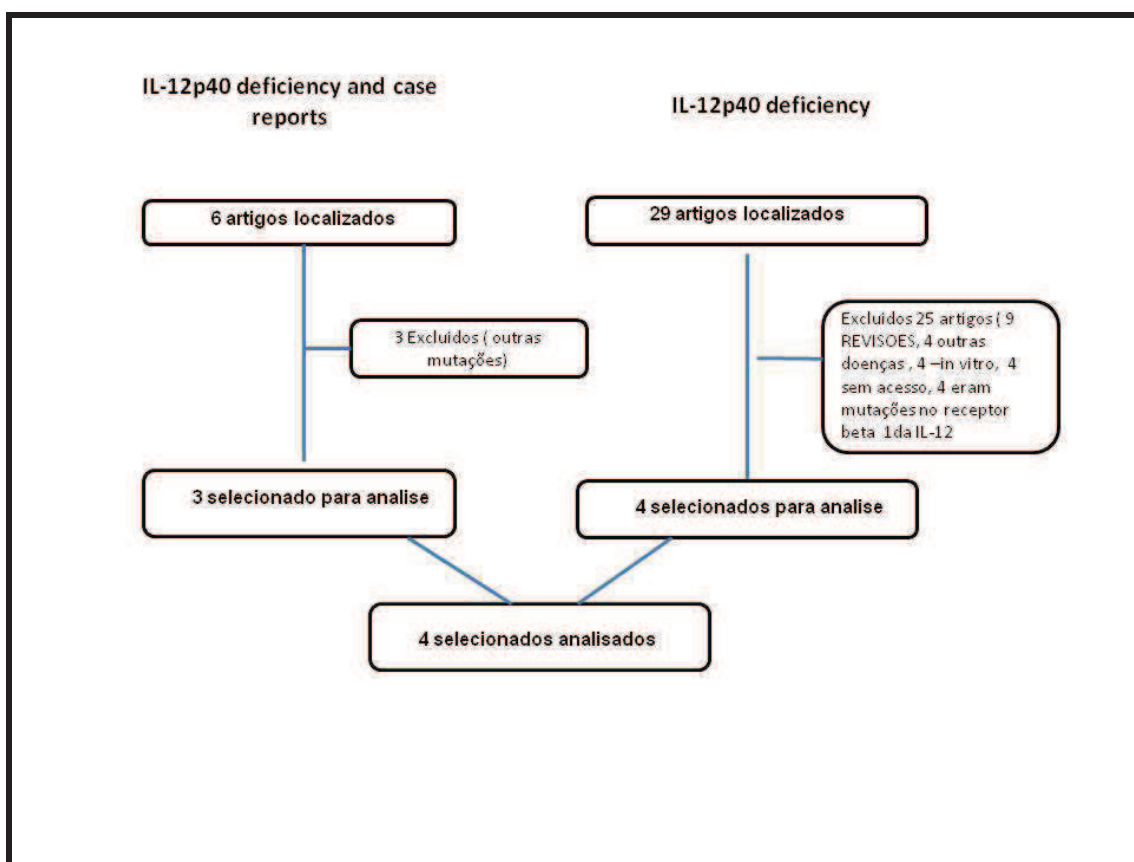 IL-12p40 deficiency and case
reports
IL-12p40 deficiency
6 artigos localizados
29 artigos localizados
3 Excluidos ( outras
mutações)
Excluidos 25 artigos ( 9
REVISOES, 4 outras
doenças , 4 –in vitro, 4
sem acesso, 4 eram
mutações no receptor
beta 1da IL-12
3 selecionado para analise
4 selecionados para analise
4 selecionados analisados